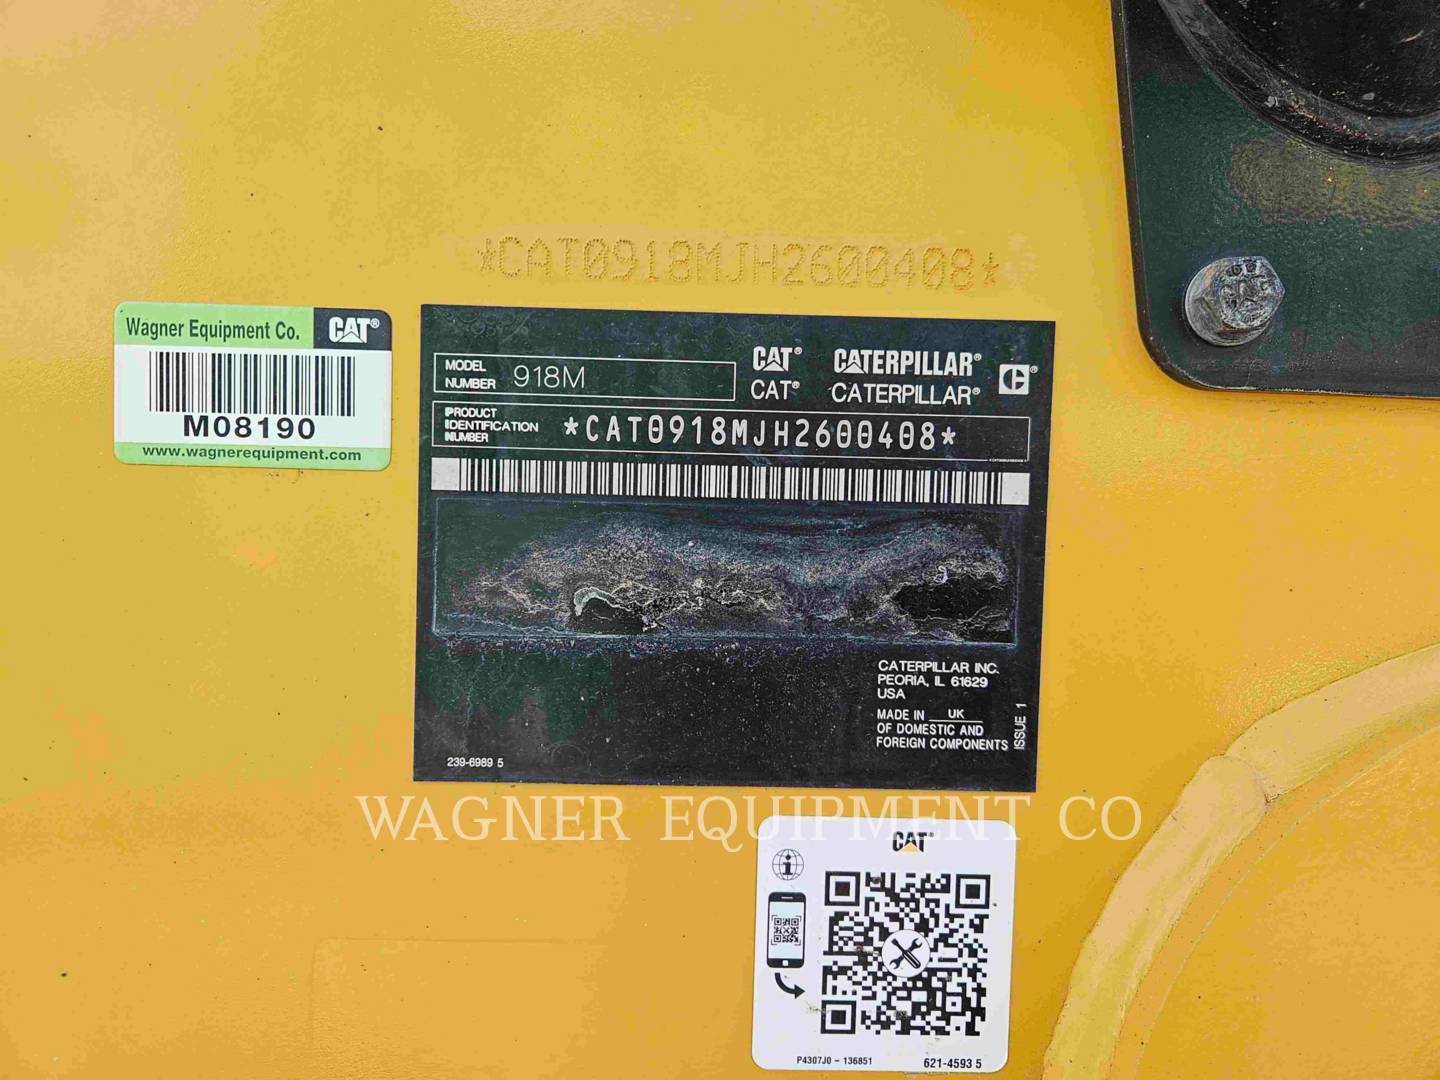 *CAT0918MJH2600408*
Wagner Equipment Co. CAT®
M08190
www.wagnerequipment.com
MODEL
NUMBER 918M
CAT® CATERPILLAR®
CAT® CATERPILLAR®
PRODUCT
IDENTIFICATION
NUMBER
*CAT0918MJH2600408*
CATERPILLAR INC.
PEORIA, IL 61629
USA
MADE IN UK
OF DOMESTIC AND
FOREIGN COMPONENTS
ISSUE 1
239-6989 5
WAGNER EQUIPMENT CO
CAT®
P4307J0 - 136851
621-4593 5